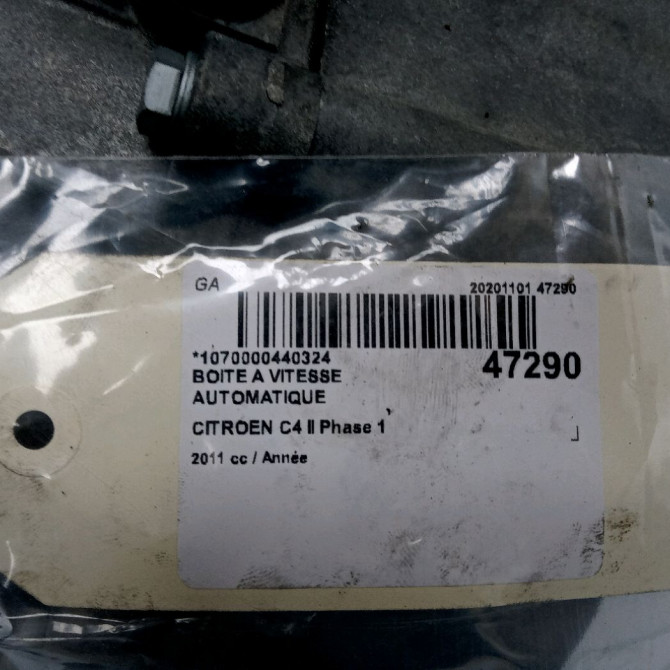 GA
20201101 47290
*1070000440324
47290
BOITE A VITESSE
AUTOMATIQUE
CITROEN C4 II Phase 1
2011 cc / Année